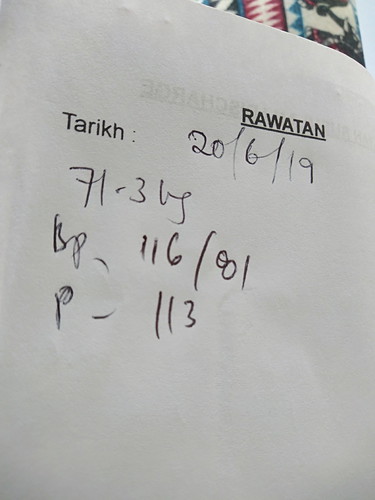 RAWATAN
Tarikh : 20/6/19
71.3 kg
Bp, 116/81
P - 113